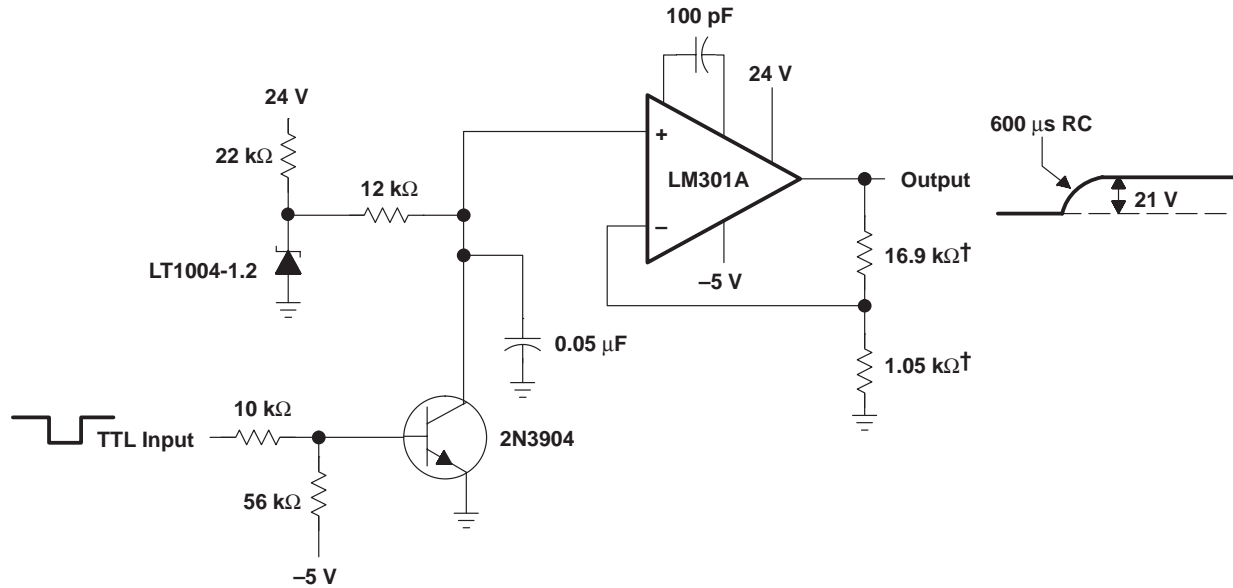 100 pF
24 V
24 V
600 μs RC
22 kΩ
+
12 kΩ
LM301A
Output
21 V
–
16.9 kΩ†
LT1004-1.2
–5 V
0.05 μF
1.05 kΩ†
10 kΩ
TTL Input
2N3904
56 kΩ
–5 V